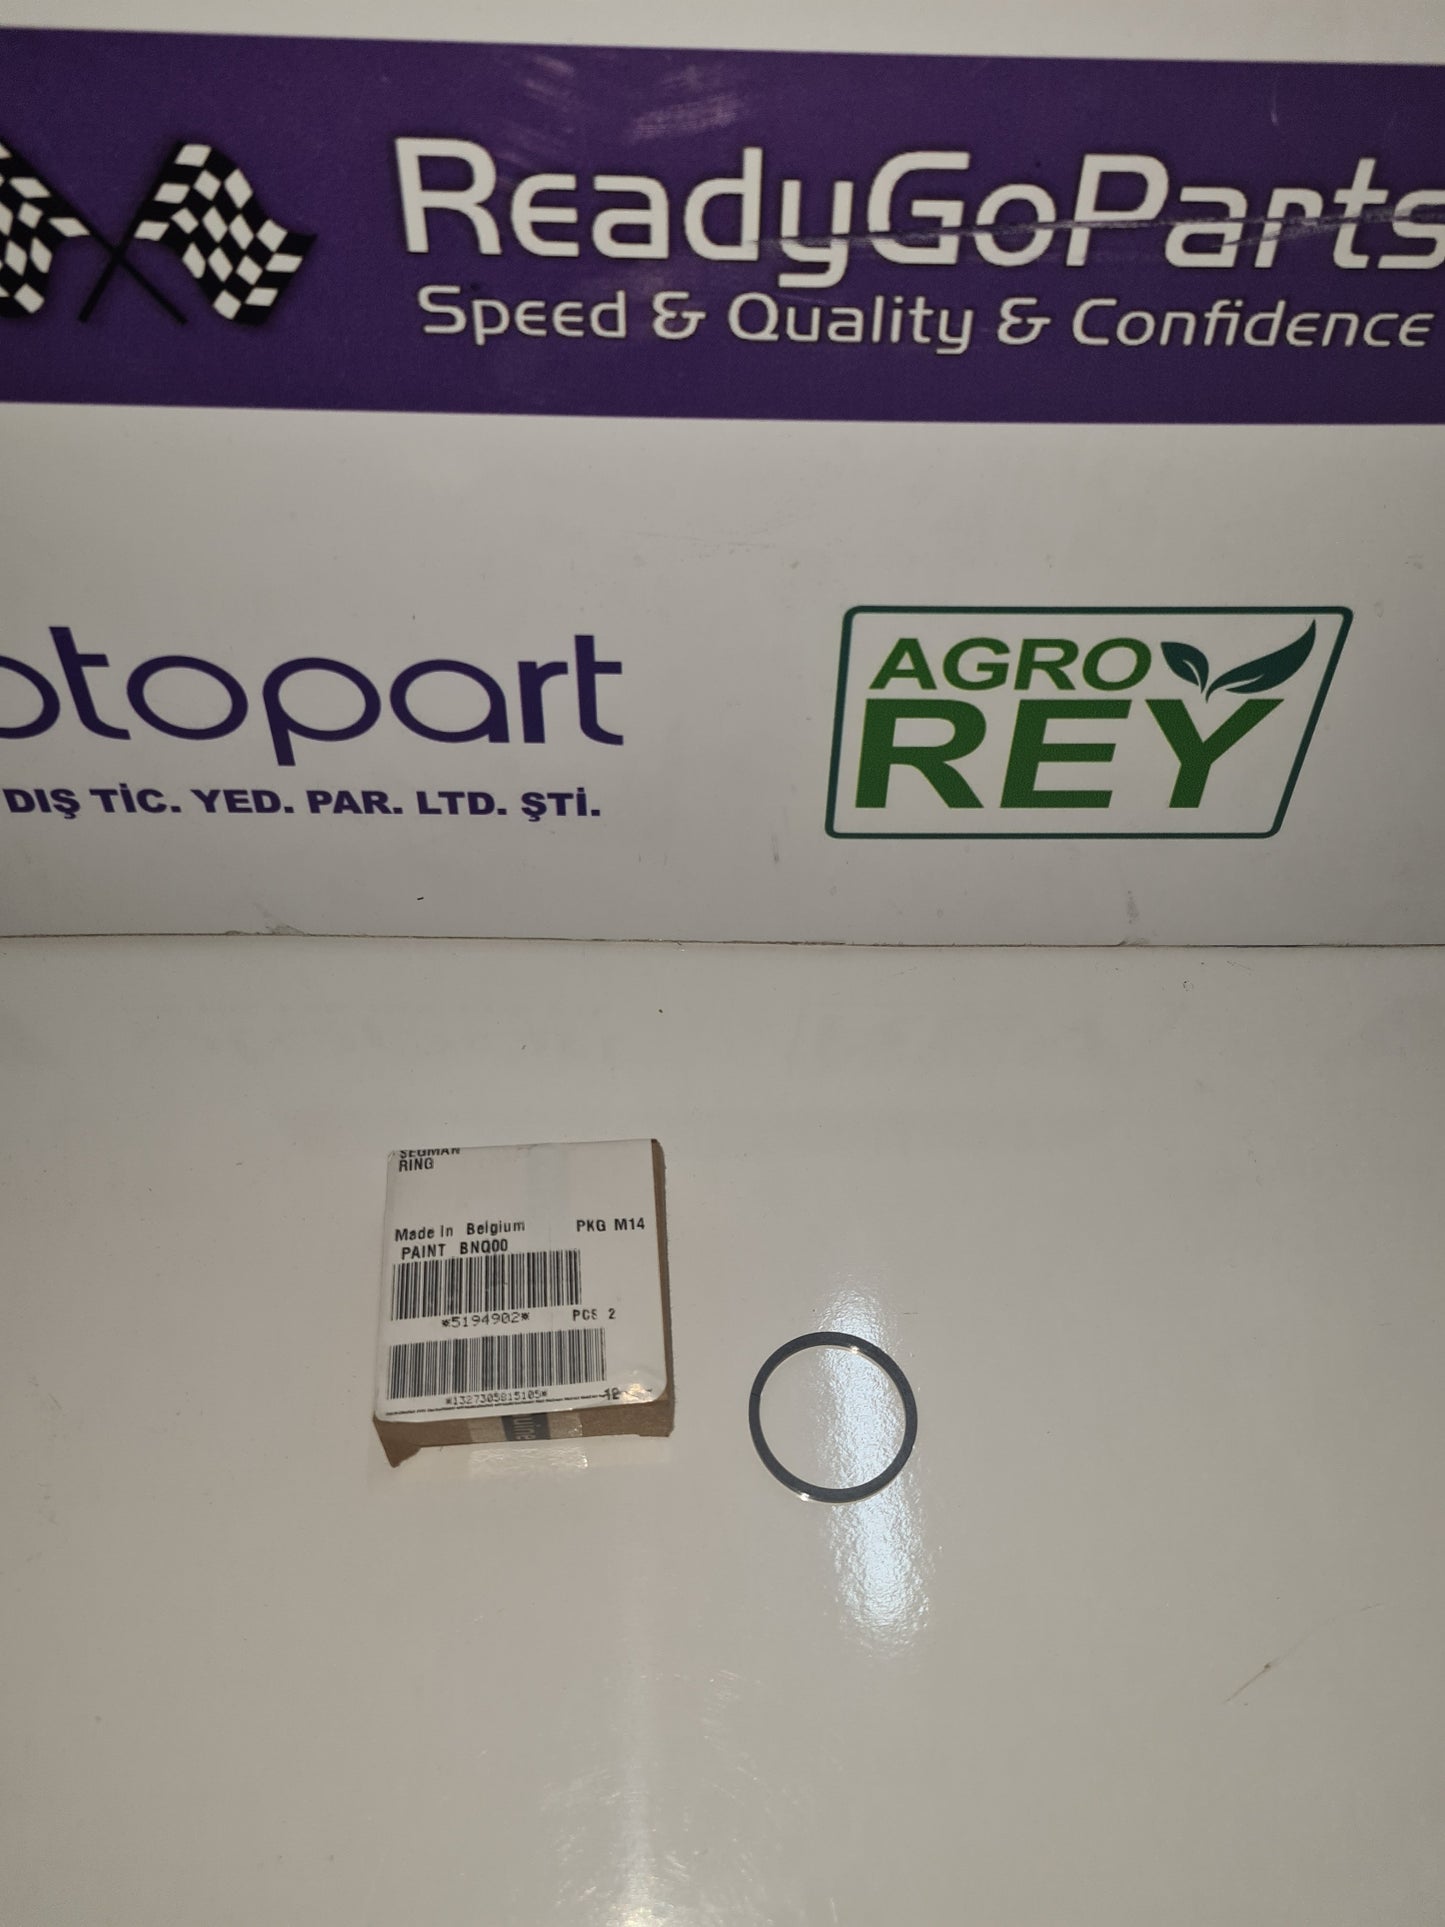 ReadyGoParts
Speed & Quality & Confidence
otopart
DIŞ TİC. YED. PAR. LTD. ŞTİ.
AGRO
REY
SEGMAN
RING
Made in Belgium PKG M14
PAINT BNQ00
*5194902* PCS 2
*1327305815105*